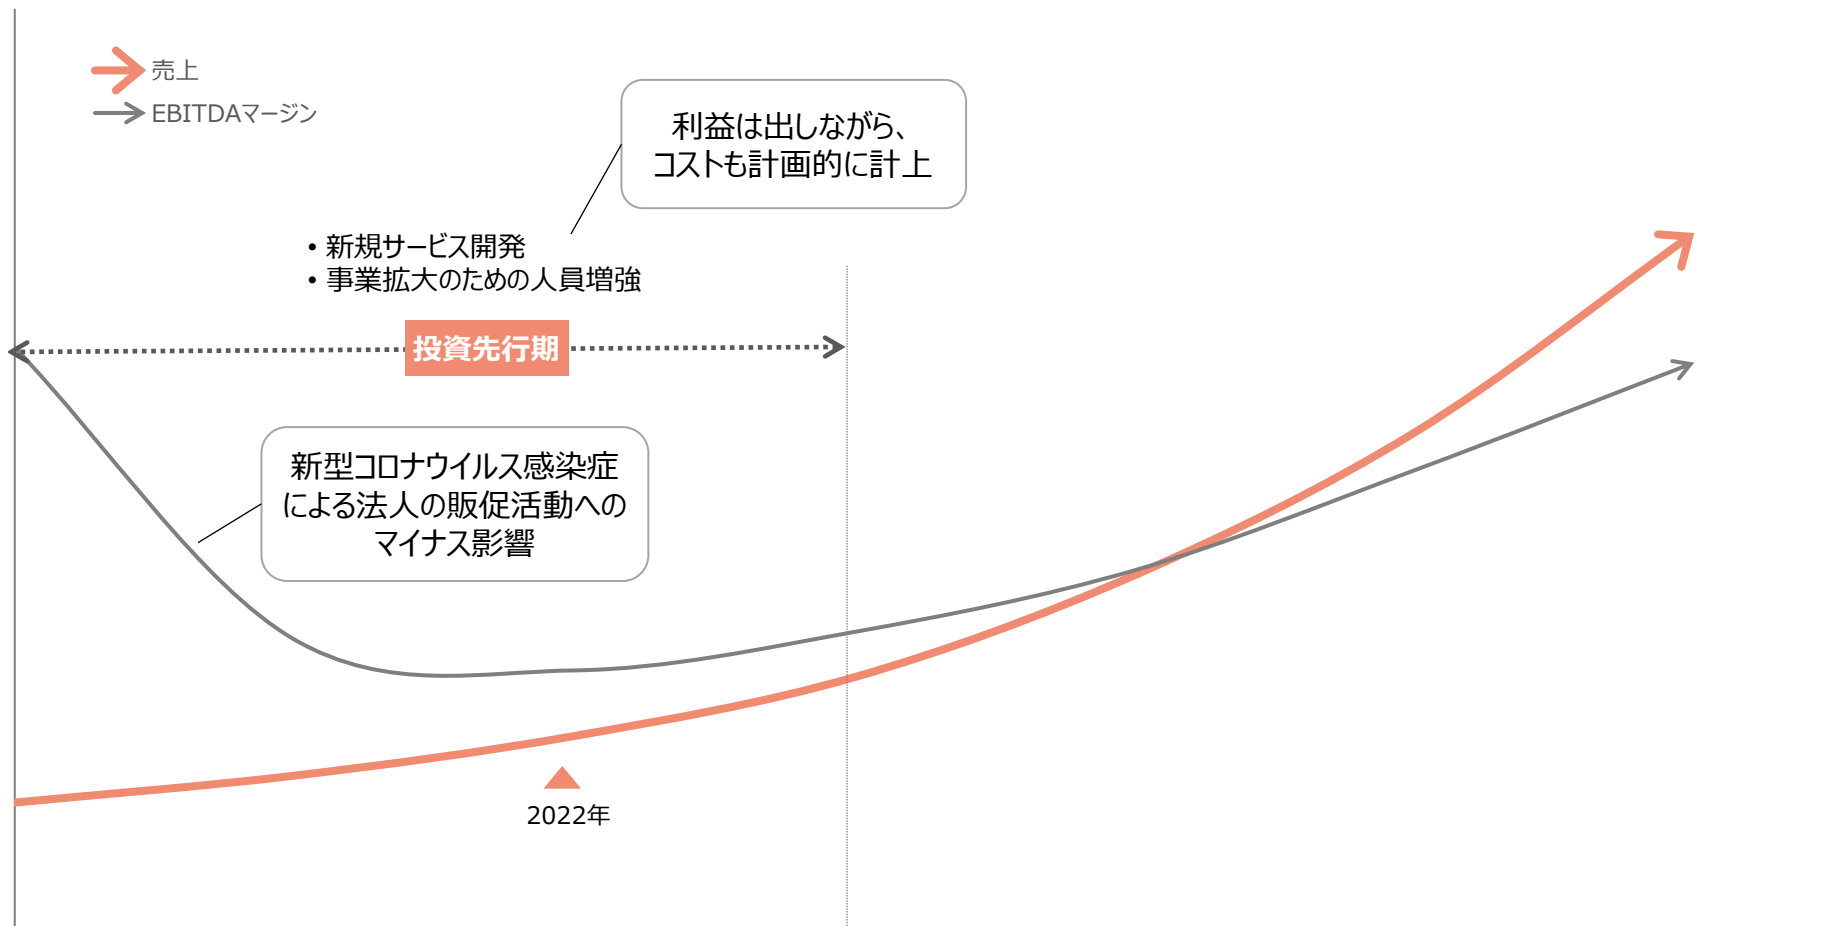 売上
EBITDAマージン
利益は出しながら、
コストも計画的に計上
・新規サービス開発
・事業拡大のための人員増強
投資先行期
新型コロナウイルス感染症
による法人の販促活動への
マイナス影響
2022年